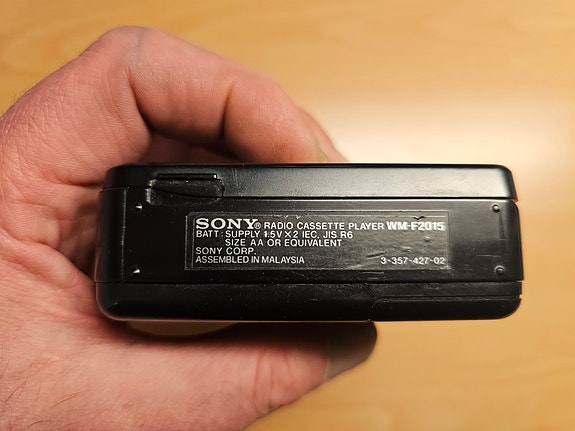 SONY® RADIO CASSETTE PLAYER WM-F2015
BATT: SUPPLY 1.5V×2 IEC, JIS R6
SIZE AA OR EQUIVALENT
SONY CORP.
ASSEMBLED IN MALAYSIA 3-357-427-02